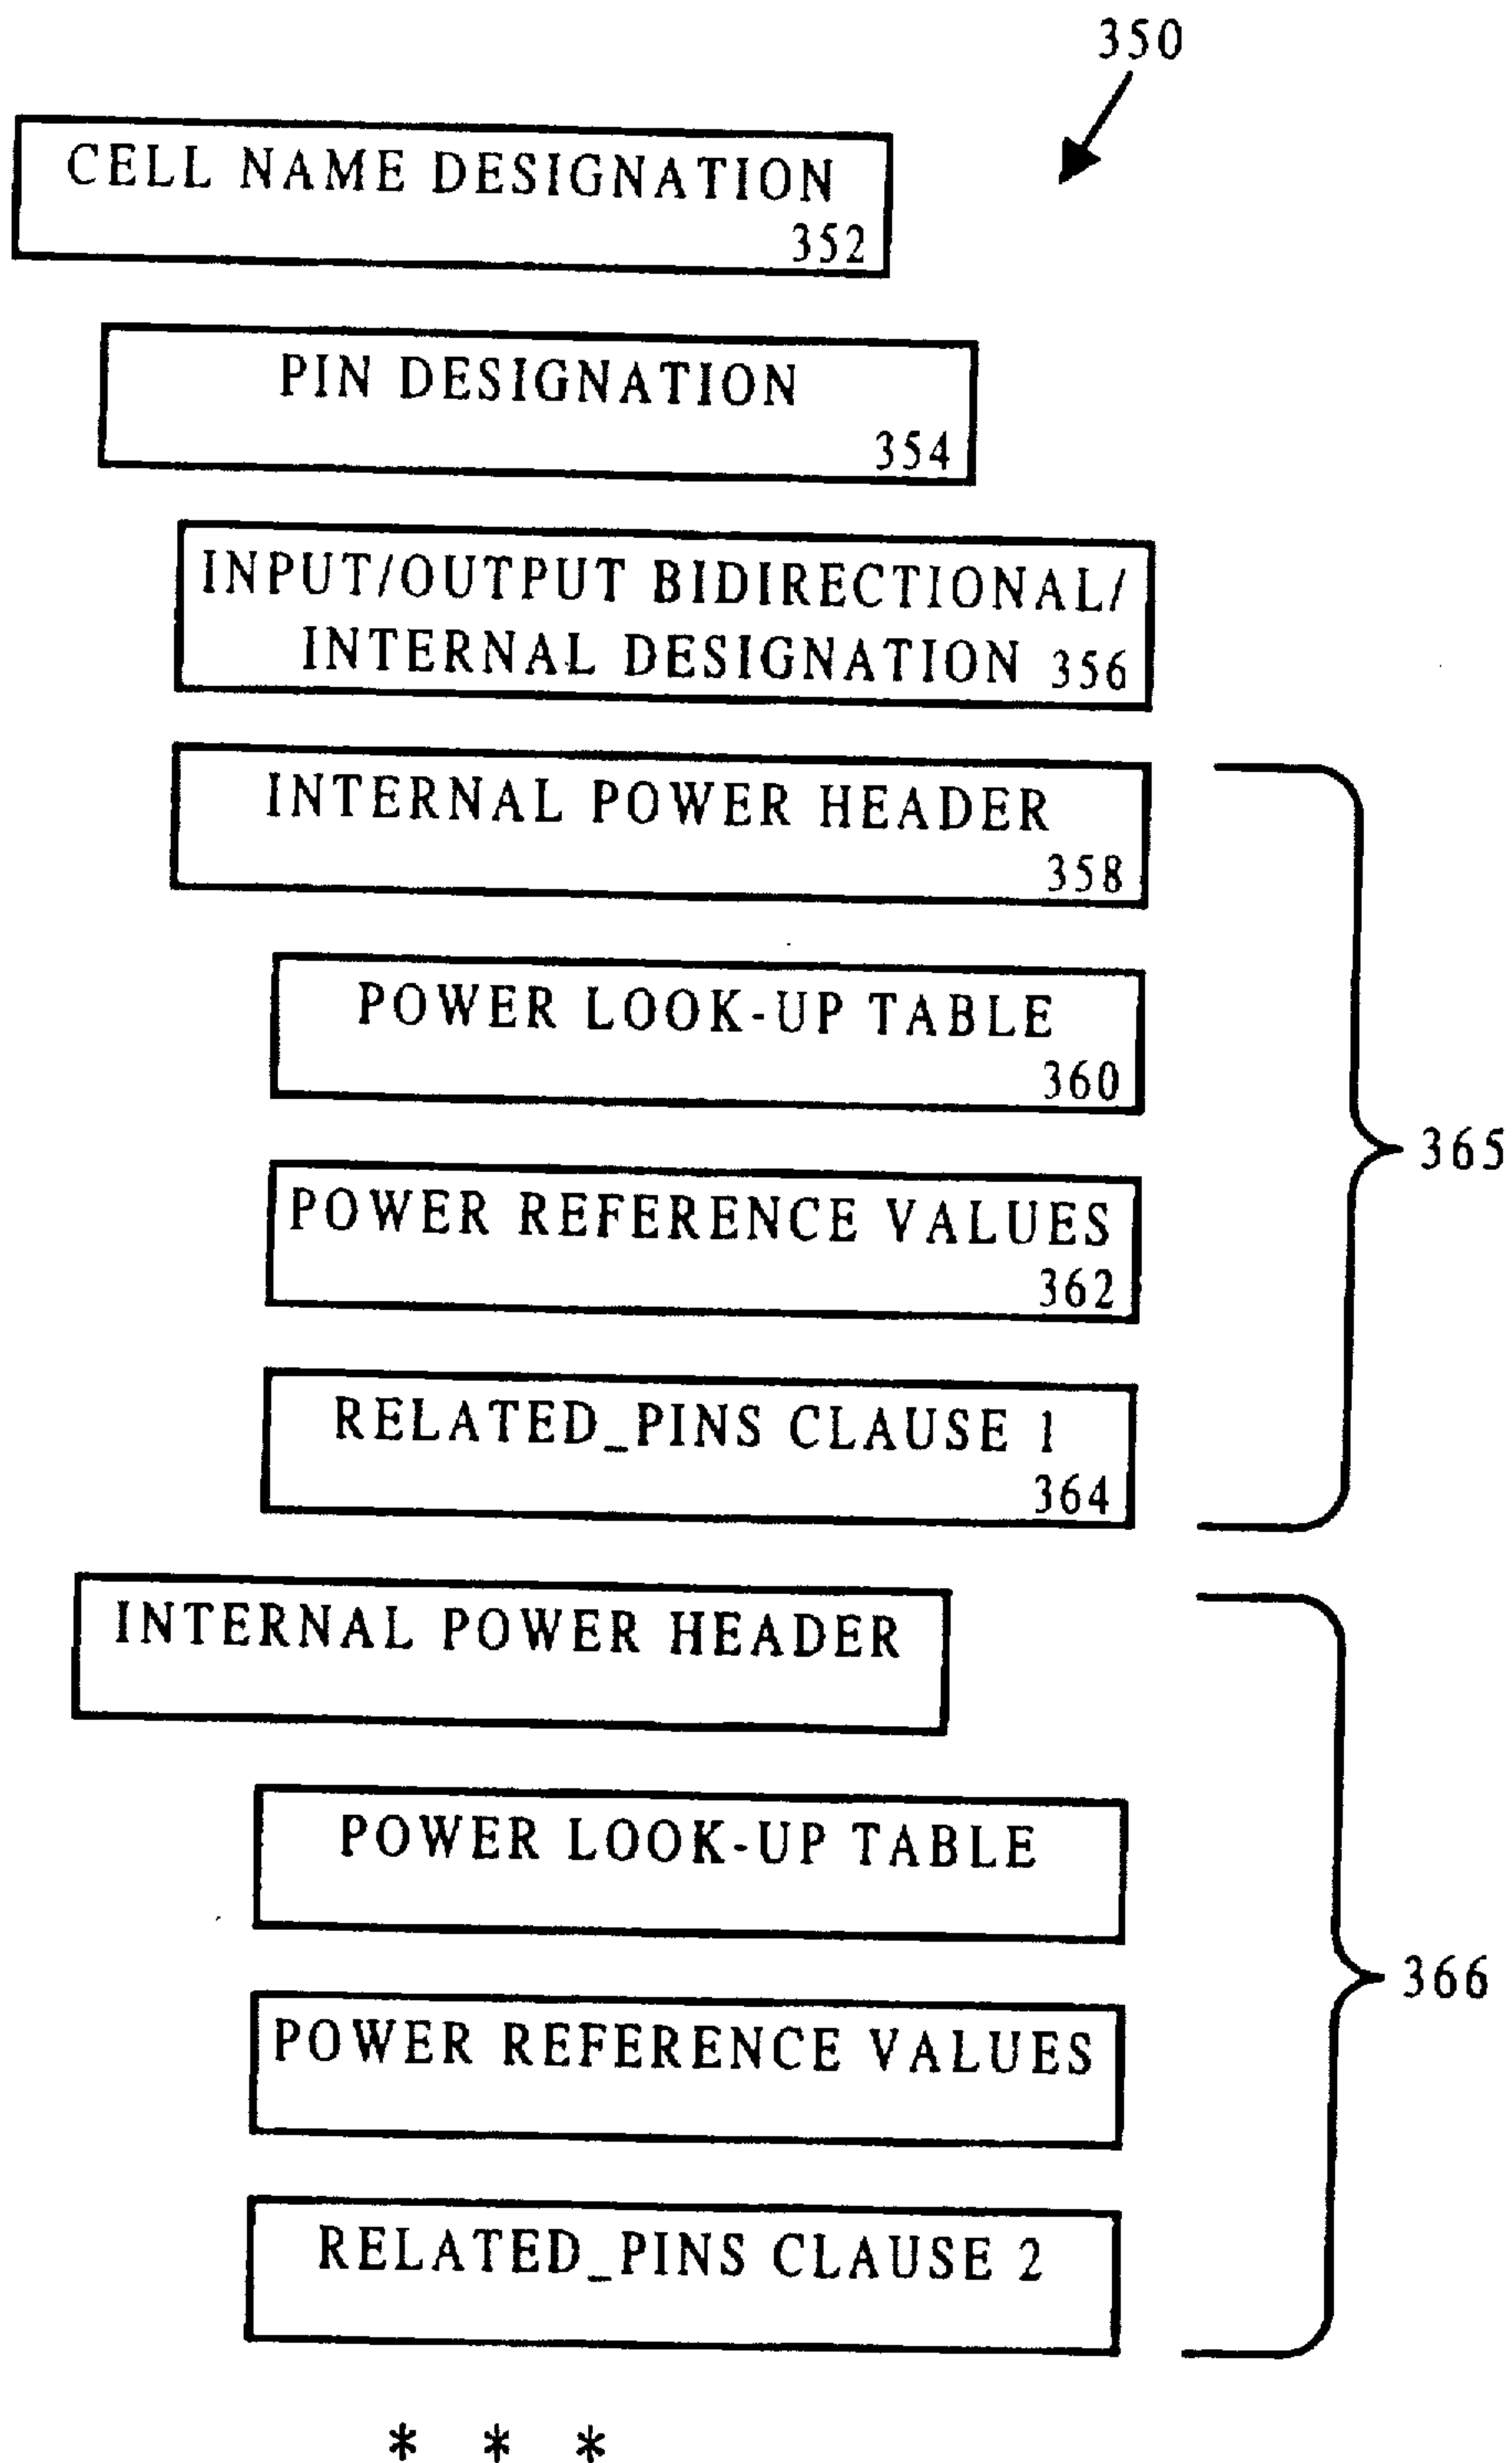 350
CELL NAME DESIGNATION
352
PIN DESIGNATION
354
INPUT/OUTPUT BIDIRECTIONAL/
INTERNAL DESIGNATION 356
INTERNAL POWER HEADER
358
POWER LOOK-UP TABLE
360
365
POWER REFERENCE VALUES
362
RELATED_PINS CLAUSE 1
364
INTERNAL POWER HEADER
POWER LOOK-UP TABLE
366
POWER REFERENCE VALUES
RELATED_PINS CLAUSE 2
* * *